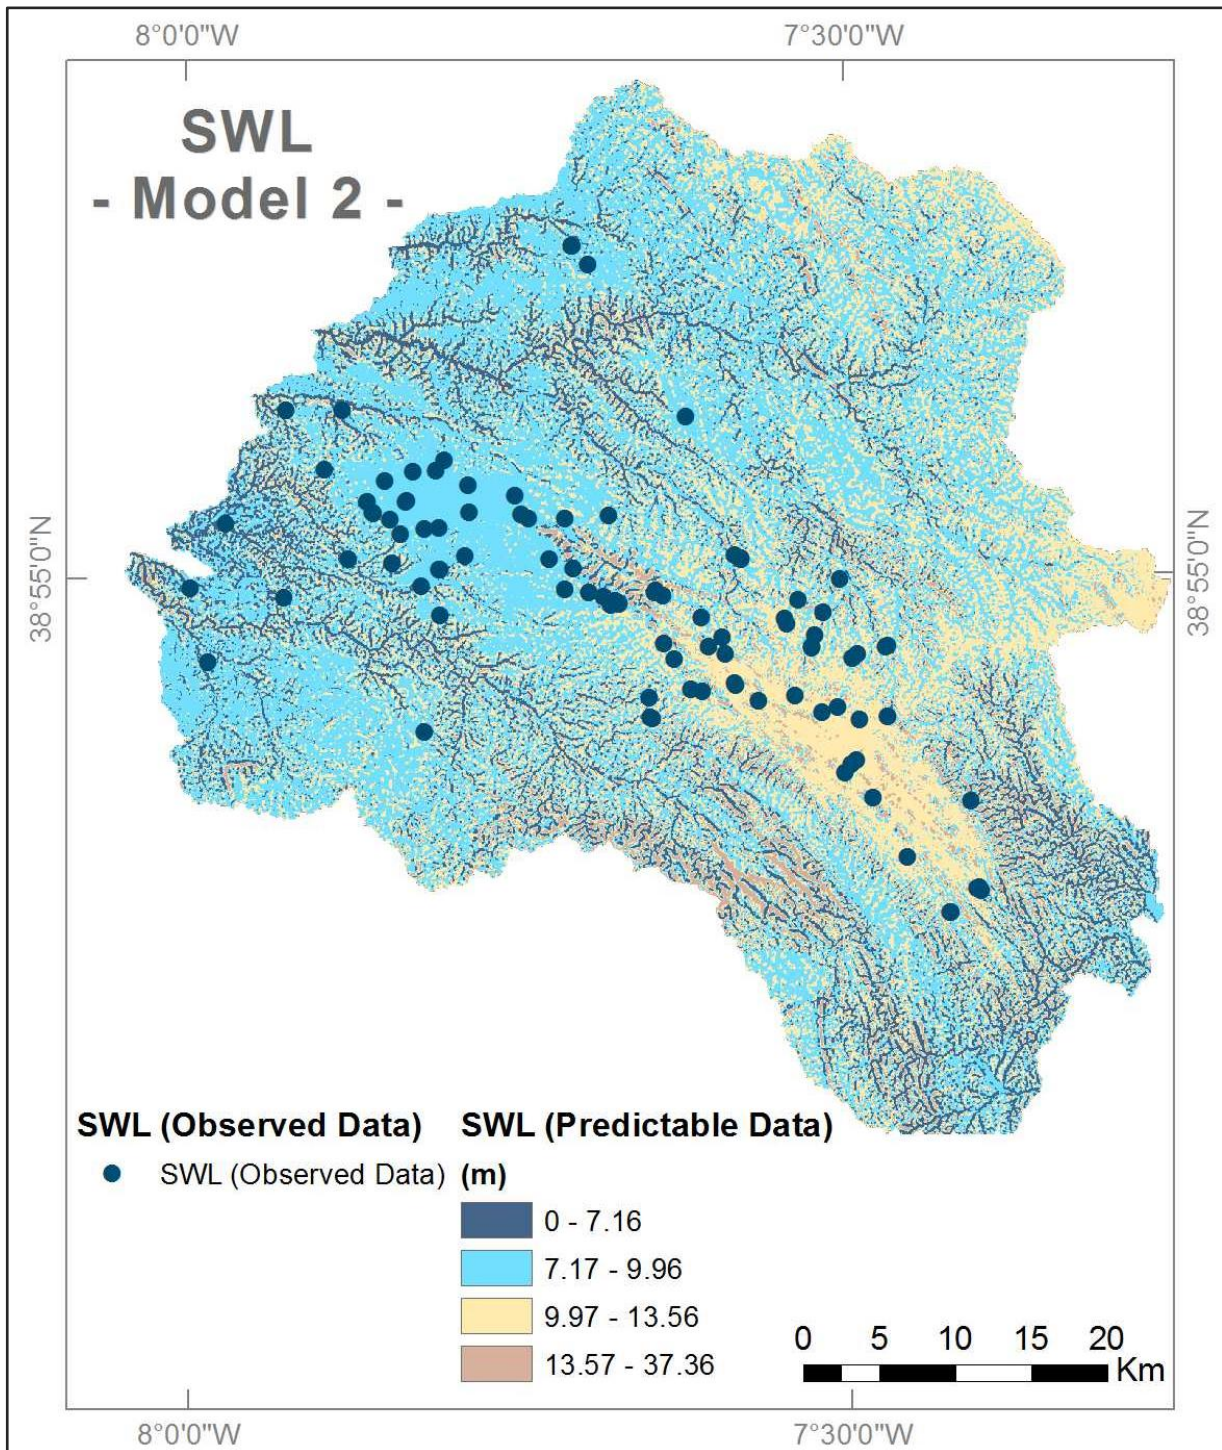 8°0'0"W 7°30'0"W
SWL
- Model 2 -
38°55'0"N
38°55'0"N
SWL (Observed Data)
SWL (Observed Data)
SWL (Predictable Data)
(m)
0 - 7.16
7.17 - 9.96
9.97 - 13.56
13.57 - 37.36
0 5 10 15 20
Km
8°0'0"W 7°30'0"W